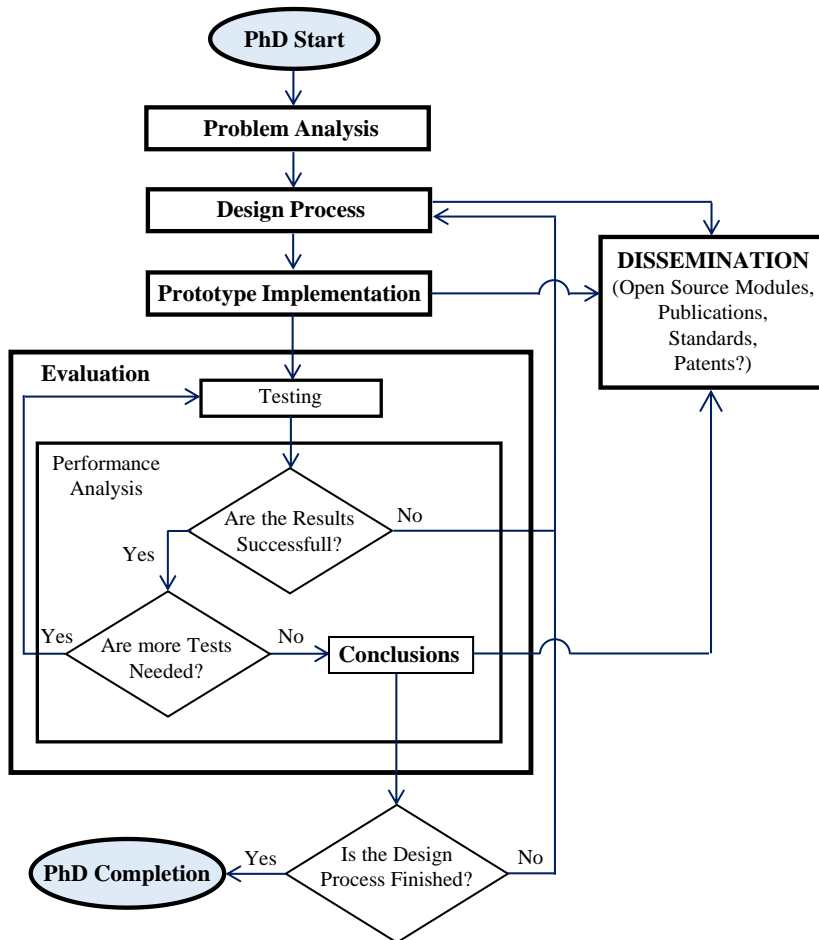 PhD Start
Problem Analysis
Design Process
DISSEMINATION
(Open Source Modules,
Publications,
Standards,
Patents?)
Prototype Implementation
Evaluation
Testing
Performance
Analysis
Are the Results
Successfull?
No
Yes
Yes
Are more Tests
Needed?
No
Conclusions
Is the Design
Process Finished?
No
Yes
PhD Completion